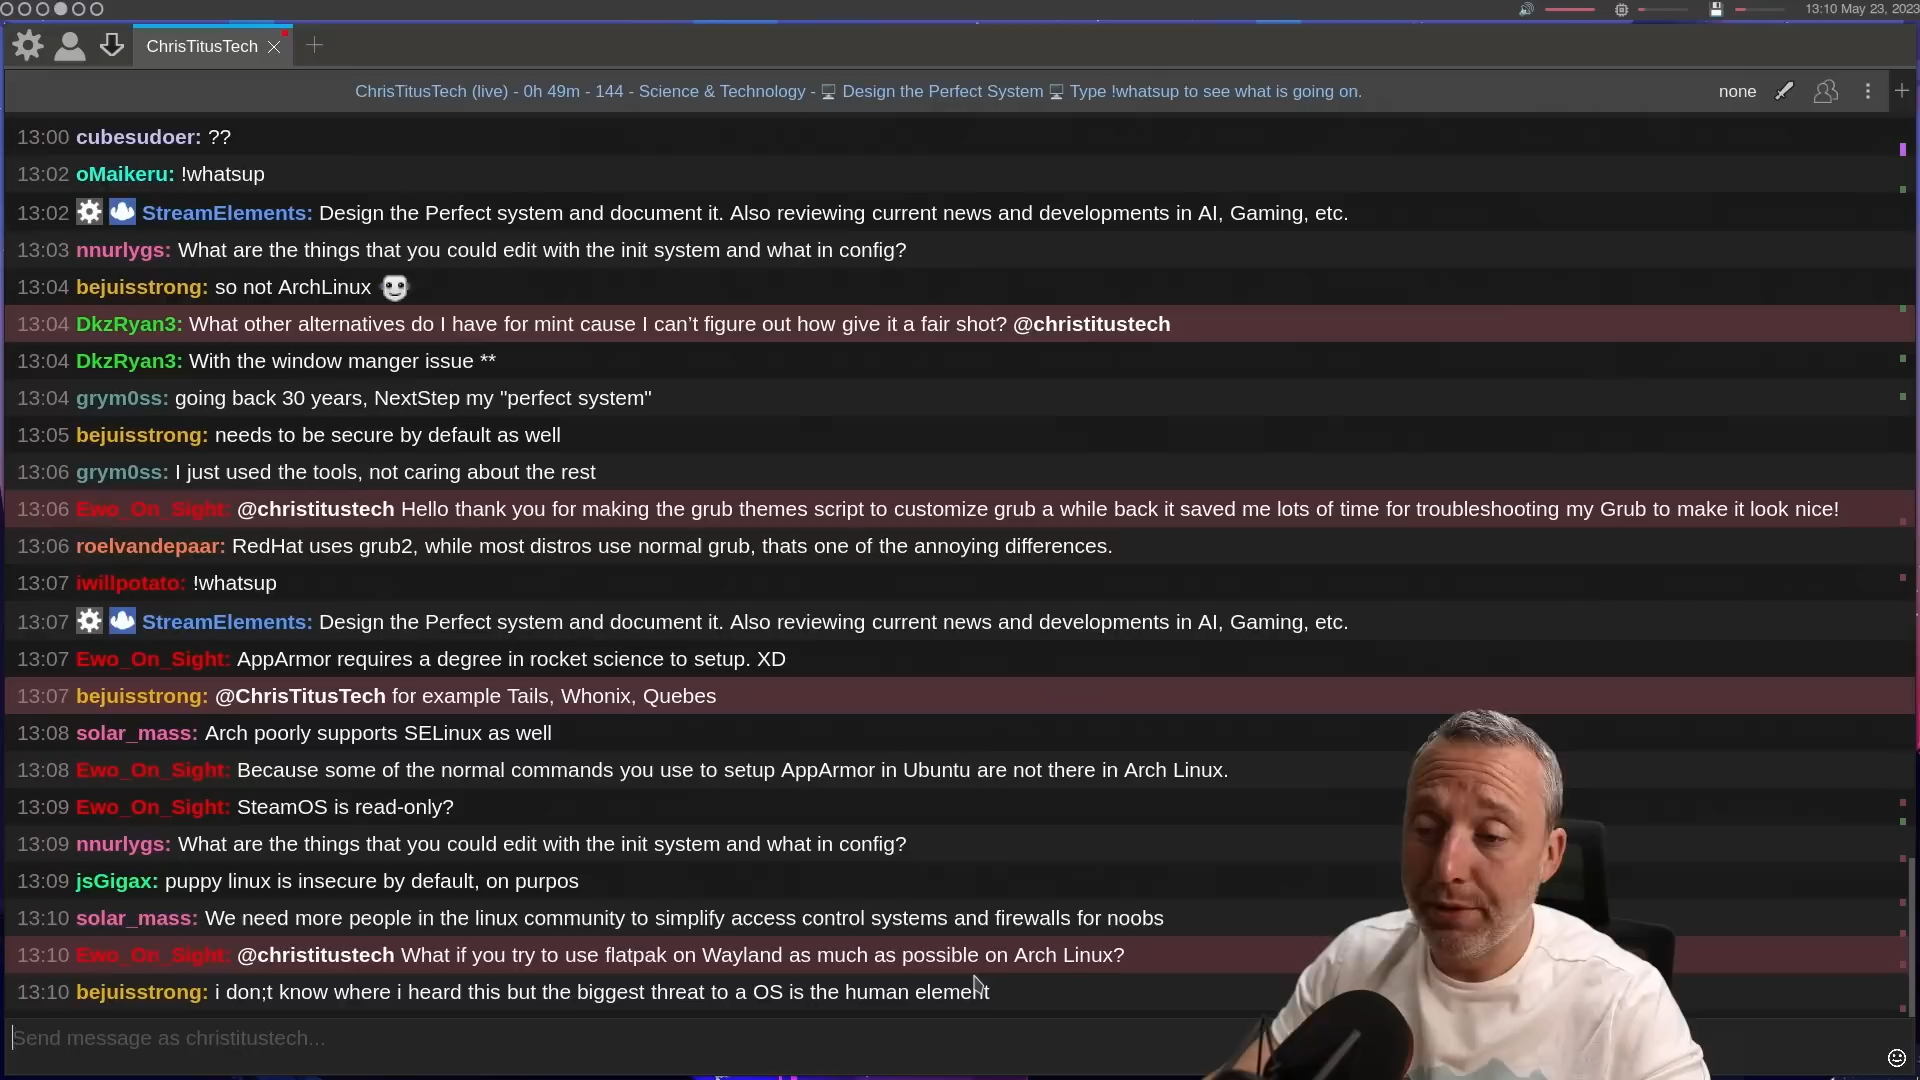 13:10 May 23, 2023
ChrisTitusTech
ChrisTitusTech (live) - 0h 49m - 144 - Science & Technology - 🖥️ Design the Perfect System 🖥️ Type !whatsup to see what is going on.
none
13:00 cubesudoer: ??
13:02 oMaikeru: !whatsup
13:02 StreamElements: Design the Perfect system and document it. Also reviewing current news and developments in AI, Gaming, etc.
13:03 nnurlygs: What are the things that you could edit with the init system and what in config?
13:04 bejuisstrong: so not ArchLinux
13:04 DkzRyan3: What other alternatives do I have for mint cause I can’t figure out how give it a fair shot? @christitustech
13:04 DkzRyan3: With the window manger issue **
13:04 grym0ss: going back 30 years, NextStep my "perfect system"
13:05 bejuisstrong: needs to be secure by default as well
13:06 grym0ss: I just used the tools, not caring about the rest
13:06 Ewo_On_Sight: @christitustech Hello thank you for making the grub themes script to customize grub a while back it saved me lots of time for troubleshooting my Grub to make it look nice!
13:06 roelvandepaar: RedHat uses grub2, while most distros use normal grub, thats one of the annoying differences.
13:07 iwillpotato: !whatsup
13:07 StreamElements: Design the Perfect system and document it. Also reviewing current news and developments in AI, Gaming, etc.
13:07 Ewo_On_Sight: AppArmor requires a degree in rocket science to setup. XD
13:07 bejuisstrong: @ChrisTitusTech for example Tails, Whonix, Quebes
13:08 solar_mass: Arch poorly supports SELinux as well
13:08 Ewo_On_Sight: Because some of the normal commands you use to setup AppArmor in Ubuntu are not there in Arch Linux.
13:09 Ewo_On_Sight: SteamOS is read-only?
13:09 nnurlygs: What are the things that you could edit with the init system and what in config?
13:09 jsGigax: puppy linux is insecure by default, on purpos
13:10 solar_mass: We need more people in the linux community to simplify access control systems and firewalls for noobs
13:10 Ewo_On_Sight: @christitustech What if you try to use flatpak on Wayland as much as possible on Arch Linux?
13:10 bejuisstrong: i don;t know where i heard this but the biggest threat to a OS is the human element
Send message as christitustech...